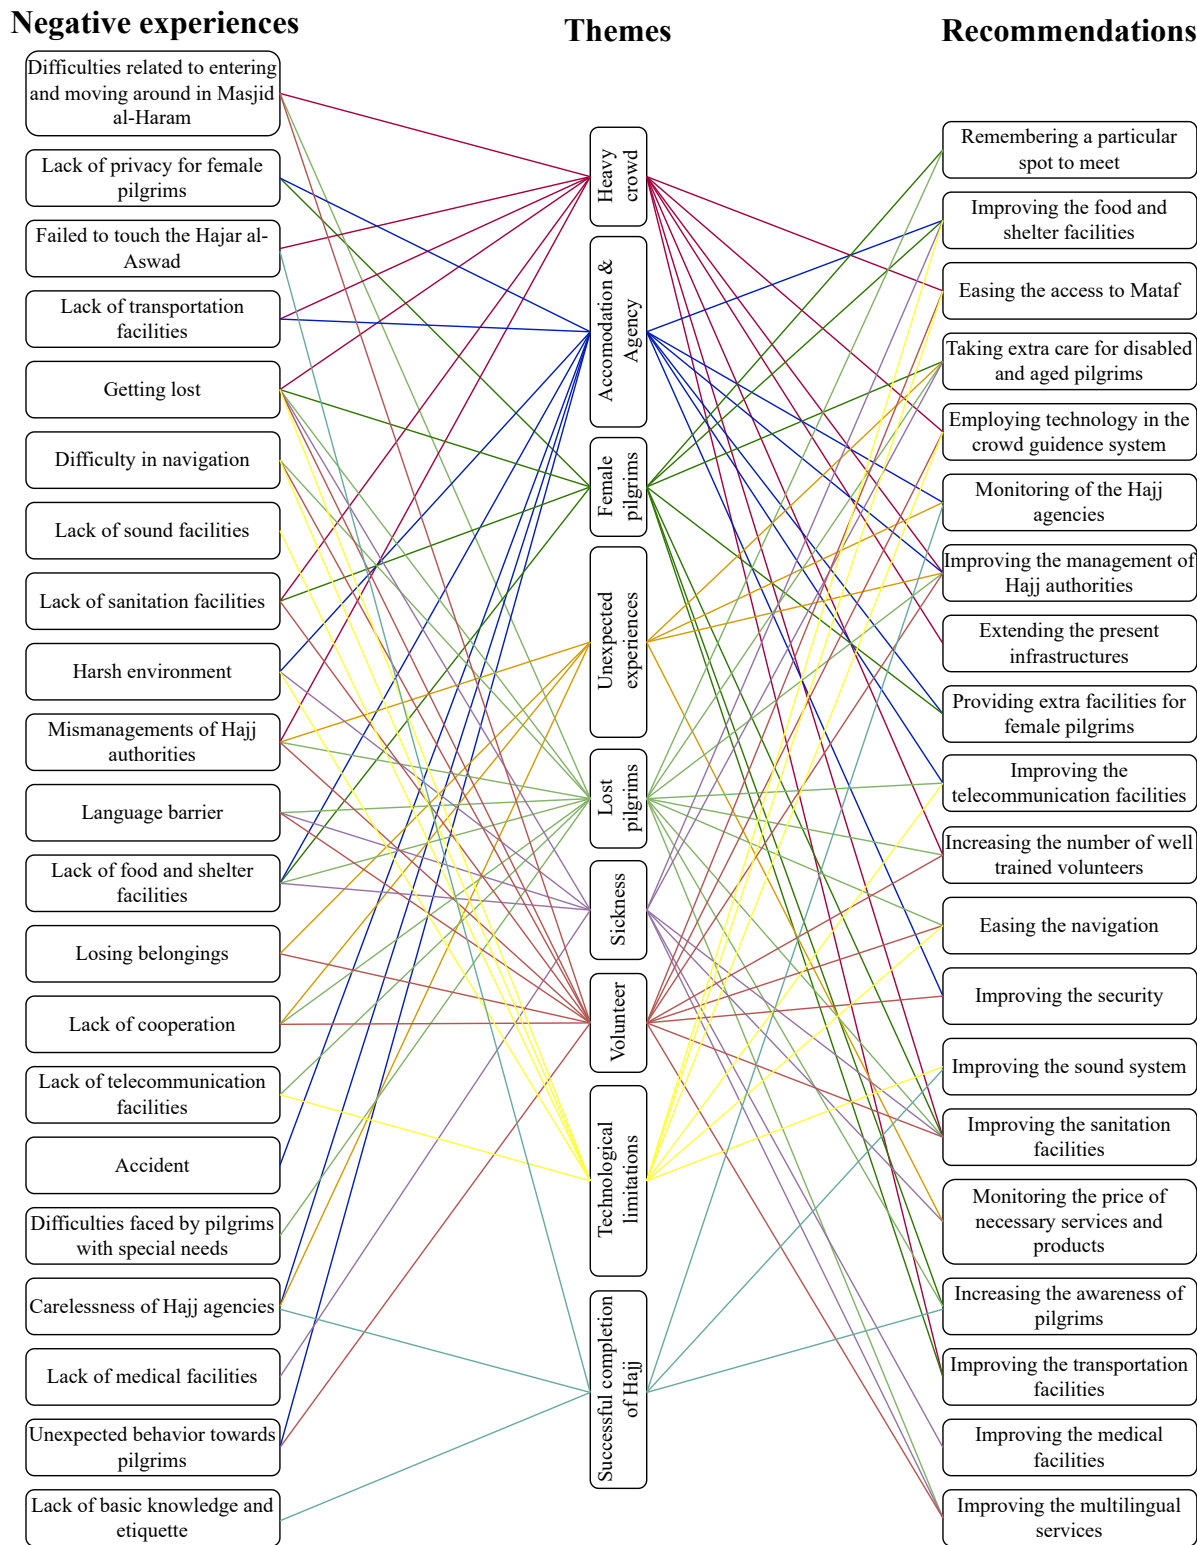 Negative experiences
Themes
Recommendations
Difficulties related to entering
and moving around in Masjid
al-Haram
Lack of privacy for female
pilgrims
Failed to touch the Hajar al-
Aswad
Lack of transportation
facilities
Getting lost
Difficulty in navigation
Lack of sound facilities
Lack of sanitation facilities
Harsh environment
Mismanagements of Hajj
authorities
Language barrier
Lack of food and shelter
facilities
Losing belongings
Lack of cooperation
Lack of telecommunication
facilities
Accident
Difficulties faced by pilgrims
with special needs
Carelessness of Hajj agencies
Lack of medical facilities
Unexpected behavior towards
pilgrims
Lack of basic knowledge and
etiquette
Heavy
crowd
Accomodation &
Agency
Female
pilgrims
Unexpected
experiences
Lost
pilgrims
Sickness
Volunteer
Technological
limitations
Successful completion
of Hajj
Remembering a particular
spot to meet
Improving the food and
shelter facilities
Easing the access to Mataf
Taking extra care for disabled
and aged pilgrims
Employing technology in the
crowd guidence system
Monitoring of the Hajj
agencies
Improving the management of
Hajj authorities
Extending the present
infrastructures
Providing extra facilities for
female pilgrims
Improving the
telecommunication facilities
Increasing the number of well
trained volunteers
Easing the navigation
Improving the security
Improving the sound system
Improving the sanitation
facilities
Monitoring the price of
necessary services and
products
Increasing the awareness of
pilgrims
Improving the transportation
facilities
Improving the medical
facilities
Improving the multilingual
services